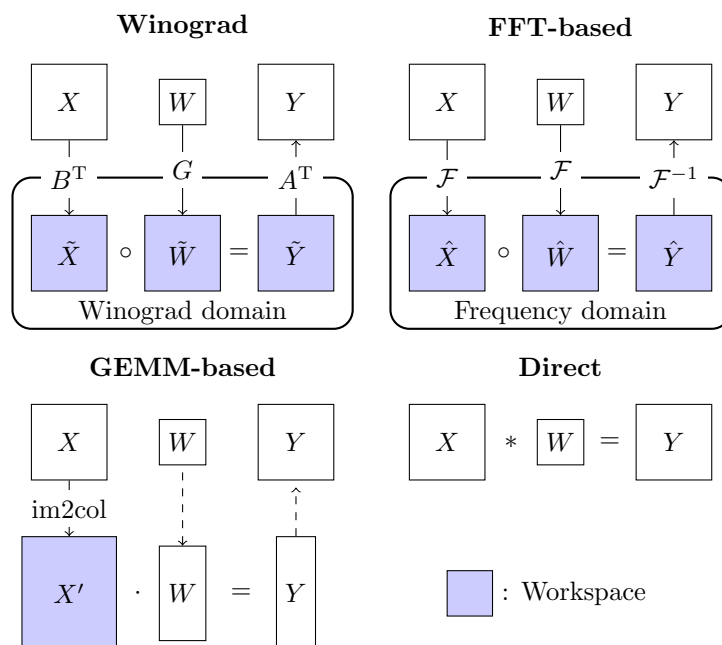 Winograd
X W Y
B^T G A^T
X̃ ∘ W̃ = Ỹ
Winograd domain
FFT-based
X W Y
ℱ ℱ ℱ^{-1}
X̂ ∘ Ŵ = Ŷ
Frequency domain
GEMM-based
X W Y
im2col
X′ · W = Y
Direct
X * W = Y
: Workspace